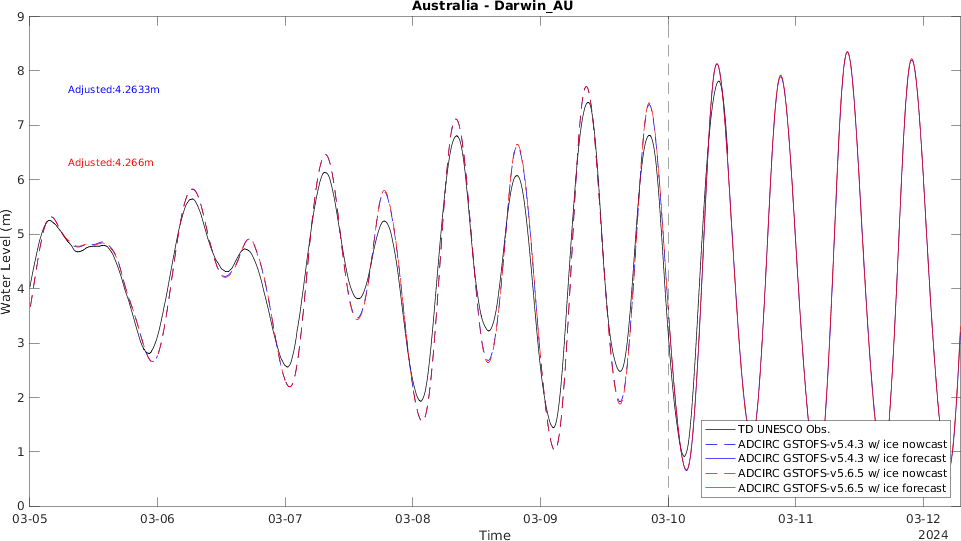 Australia - Darwin_AU
9
8
7
6
5
4
3
2
1
0
Water Level (m)
Adjusted:4.2633m
Adjusted:4.266m
TD UNESCO Obs.
ADCIRC GSTOFS-v5.4.3 w/ ice nowcast
ADCIRC GSTOFS-v5.4.3 w/ ice forecast
ADCIRC GSTOFS-v5.6.5 w/ ice nowcast
ADCIRC GSTOFS-v5.6.5 w/ ice forecast
03-05 03-06 03-07 03-08 03-09 03-10 03-11 03-12
Time
2024